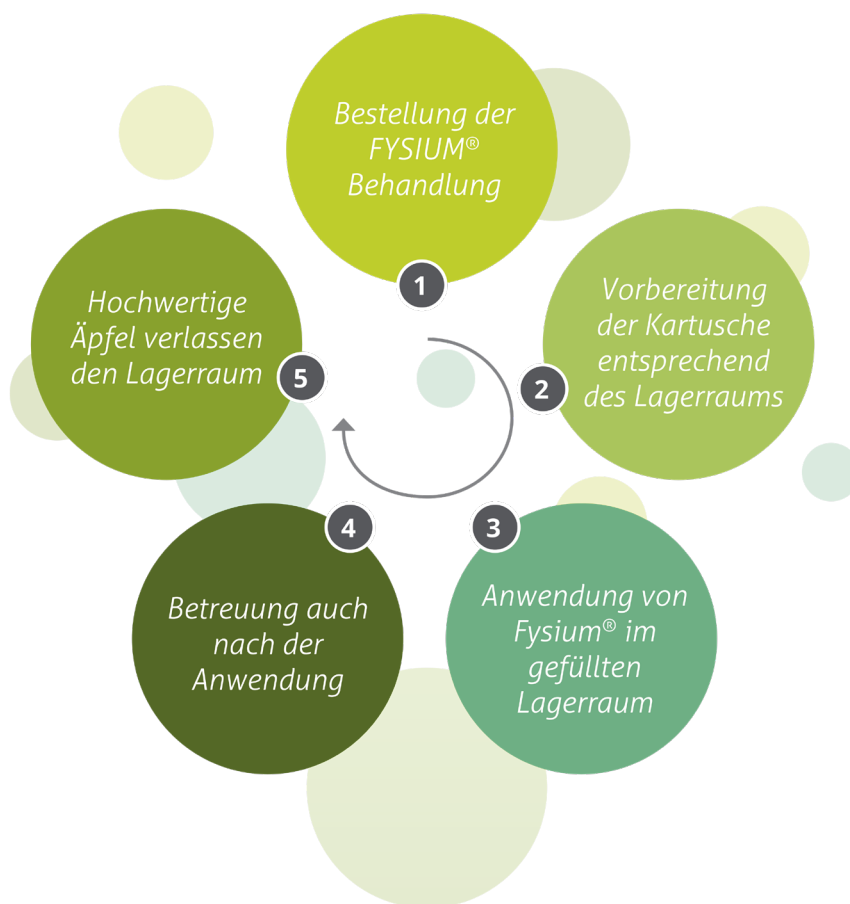 Bestellung der
FYSIUM®
Behandlung
1
Vorbereitung
der Kartusche
entsprechend
des Lagerraums
2
Anwendung von
Fysium® im
gefüllten
Lagerraum
3
Betreuung auch
nach der
Anwendung
4
Hochwertige
Äpfel verlassen
den Lagerraum
5